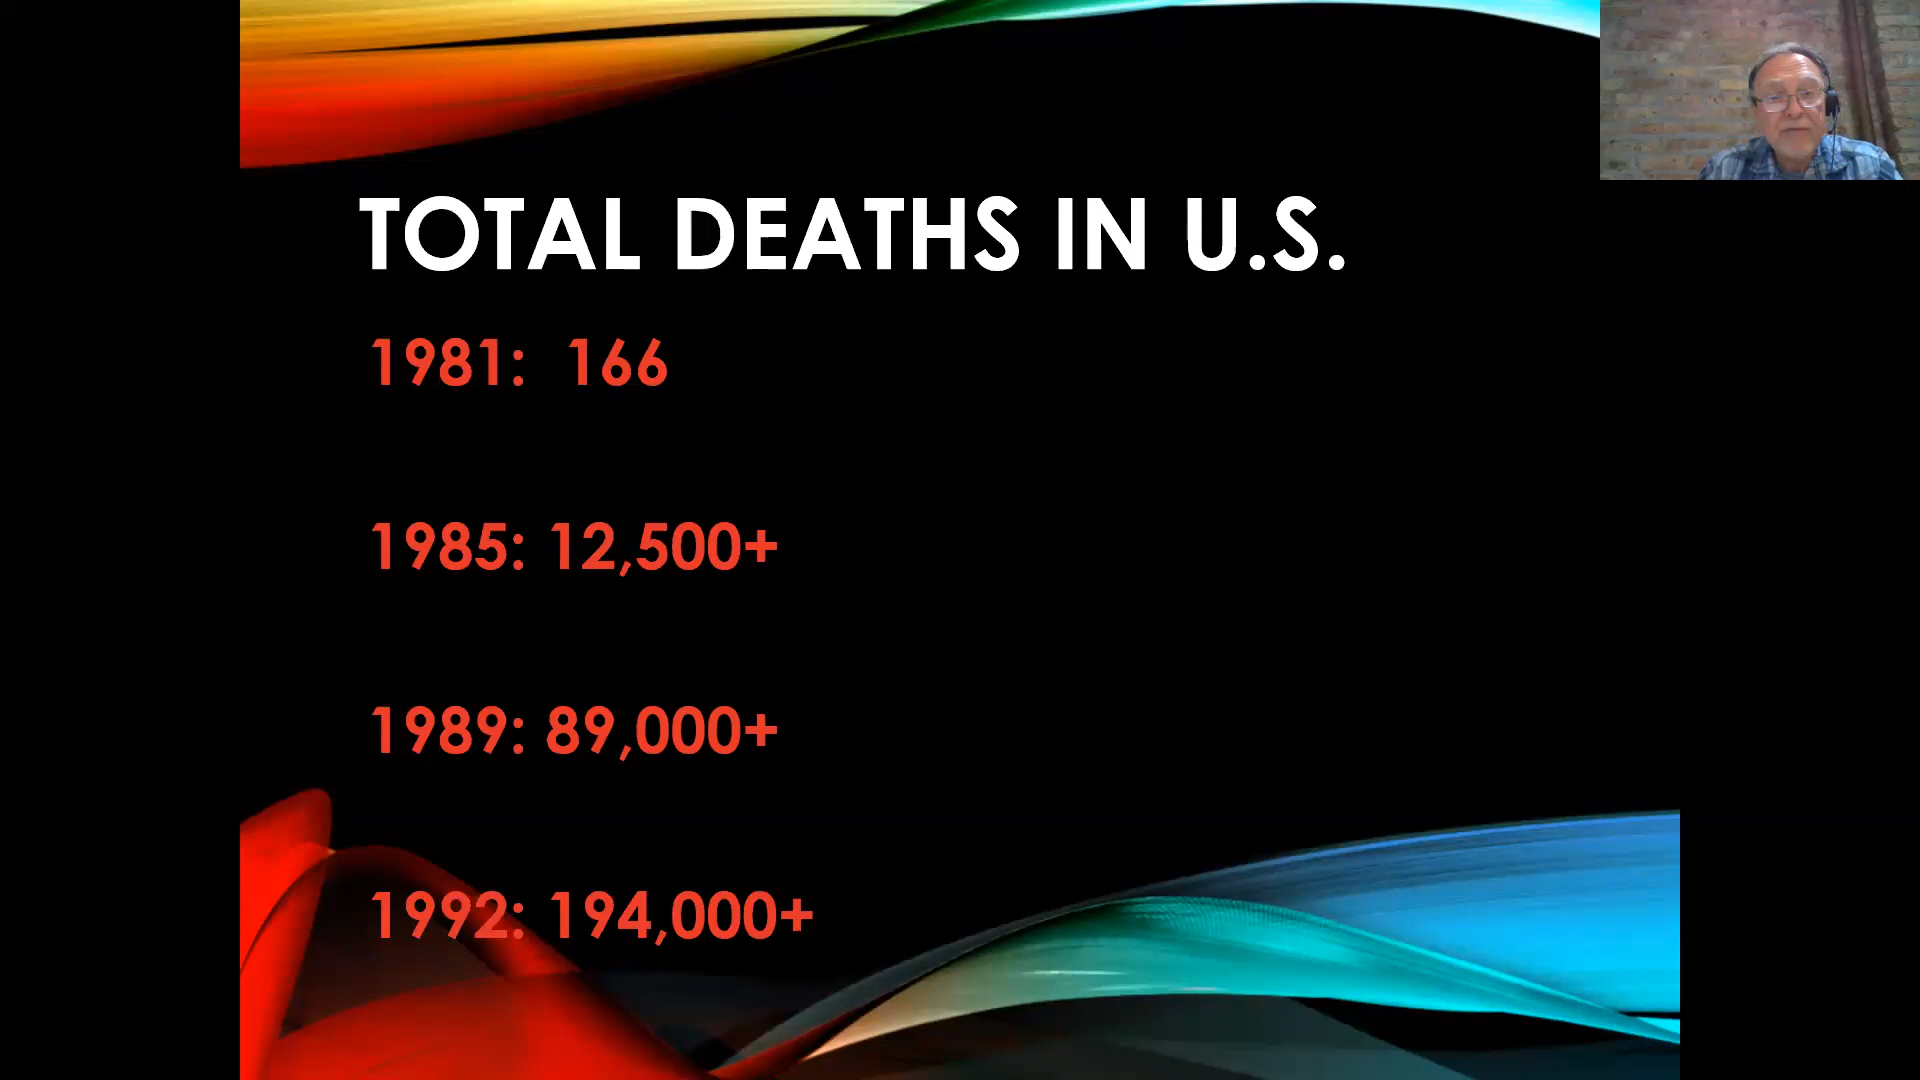 TOTAL DEATHS IN U.S.
1981: 166
1985: 12,500+
1989: 89,000+
1992: 194,000+